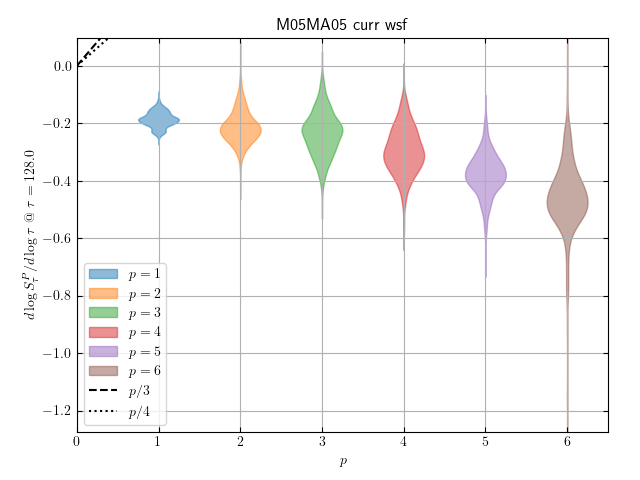 M05MA05 curr wsf
d log S_τ^P / d log τ @ τ = 128.0
0.0
−0.2
−0.4
−0.6
−0.8
−1.0
−1.2
p = 1
p = 2
p = 3
p = 4
p = 5
p = 6
p/3
p/4
0 1 2 3 4 5 6
p